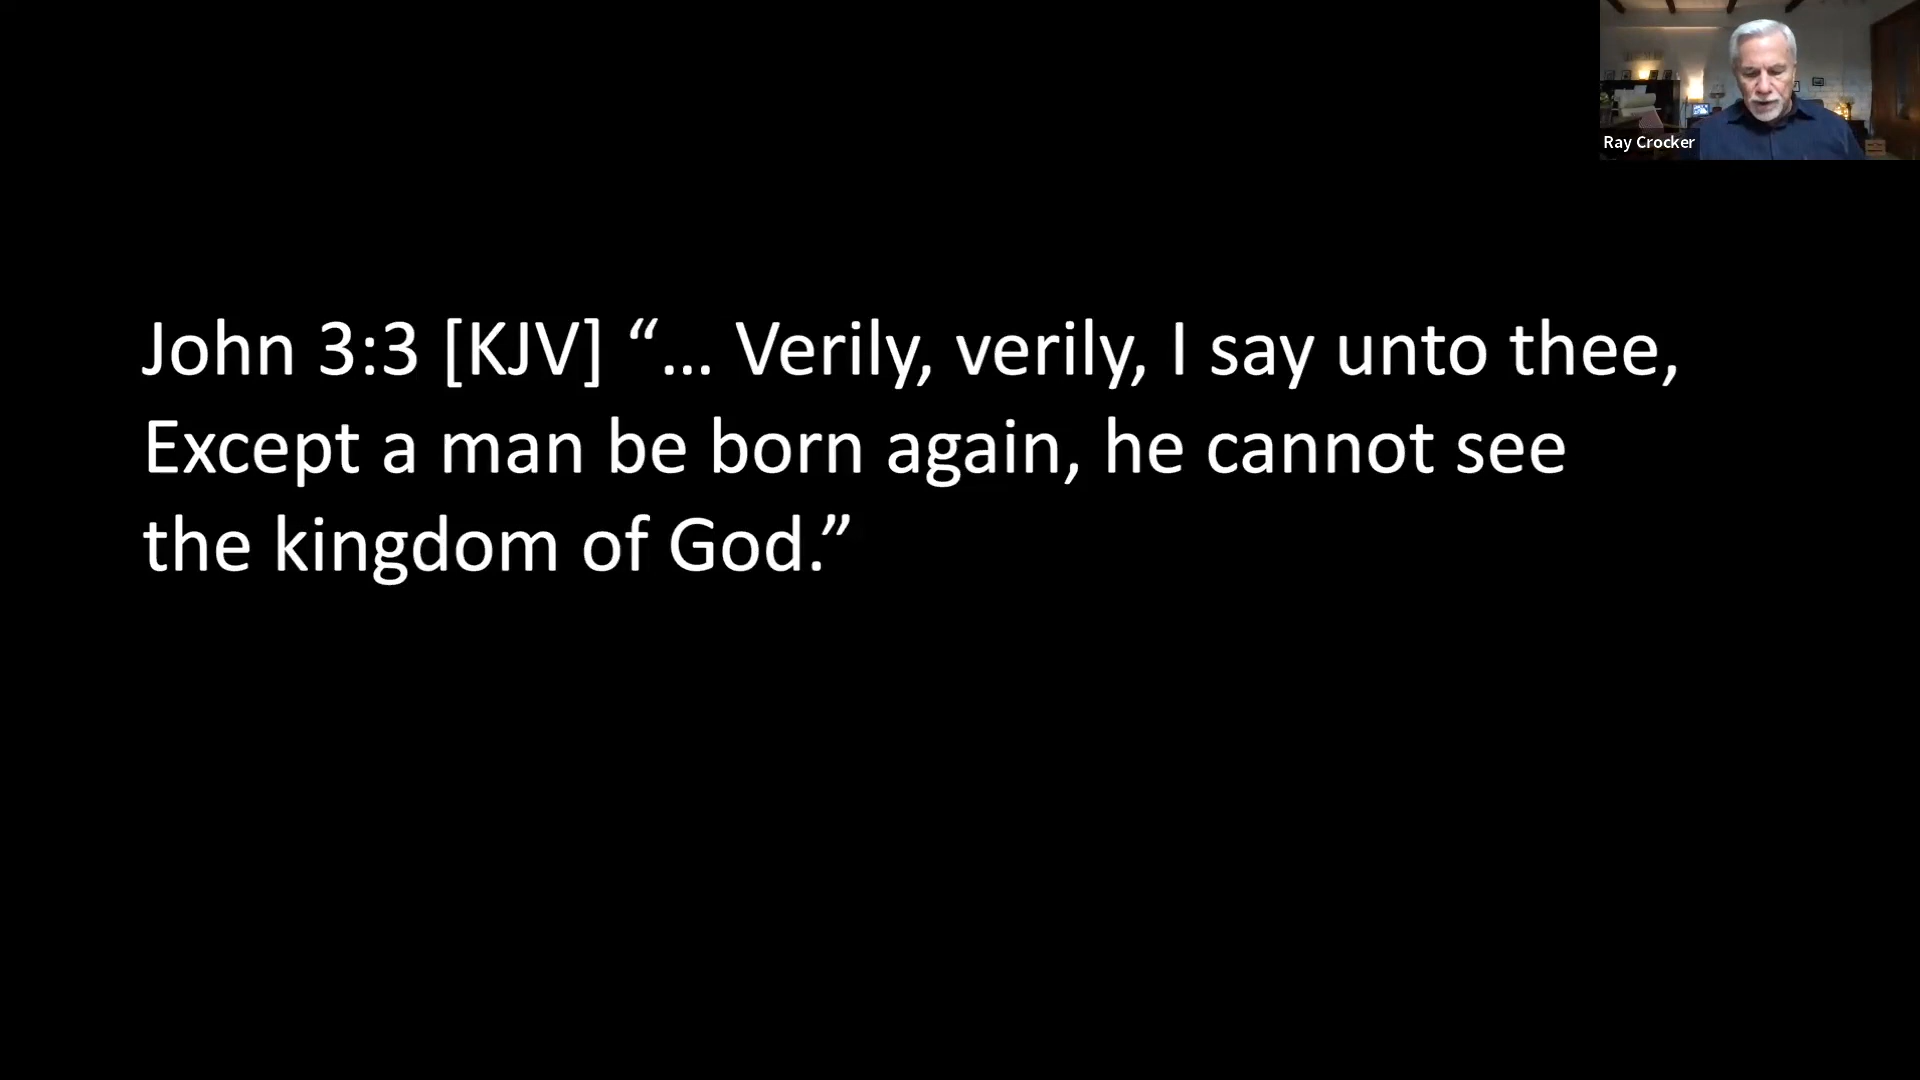 Ray Crocker
John 3:3 [KJV] “… Verily, verily, I say unto thee,
Except a man be born again, he cannot see
the kingdom of God.”